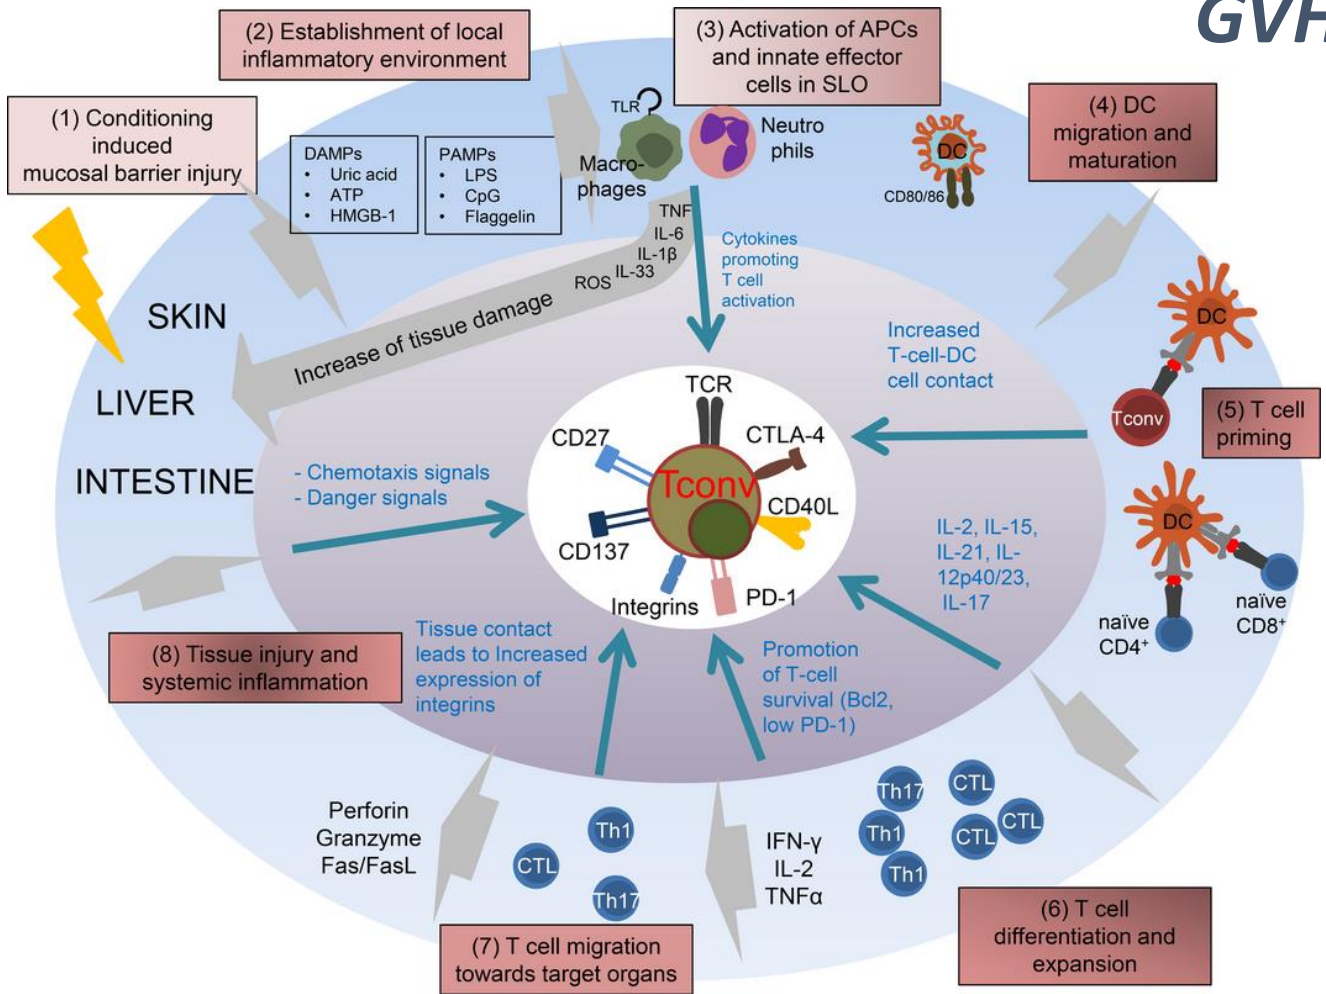 GVH
(2) Establishment of local
inflammatory environment
(3) Activation of APCs
and innate effector
cells in SLO
(1) Conditioning
induced
mucosal barrier injury
(4) DC
migration and
maturation
DAMPs
• Uric acid
• ATP
• HMGB-1
PAMPs
• LPS
• CpG
• Flaggelin
TLR
Macro-
phages
Neutro
phils
DC
CD80/86
TNF
IL-6
IL-1β
IL-33
ROS
Increase of tissue damage
Cytokines
promoting
T cell
activation
SKIN
LIVER
INTESTINE
Increased
T-cell-DC
cell contact
DC
Tconv
(5) T cell
priming
TCR
CD27
CTLA-4
Tconv
CD40L
CD137
Integrins
PD-1
- Chemotaxis signals
- Danger signals
IL-2, IL-15,
IL-21, IL-
12p40/23,
IL-17
DC
naïve
CD4⁺
naïve
CD8⁺
(8) Tissue injury and
systemic inflammation
Tissue contact
leads to Increased
expression of
integrins
Promotion
of T-cell
survival (Bcl2,
low PD-1)
Perforin
Granzyme
Fas/FasL
CTL
Th1
Th17
IFN-γ
IL-2
TNFα
Th17
CTL
Th1
CTL
CTL
Th1
(7) T cell migration
towards target organs
(6) T cell
differentiation and
expansion